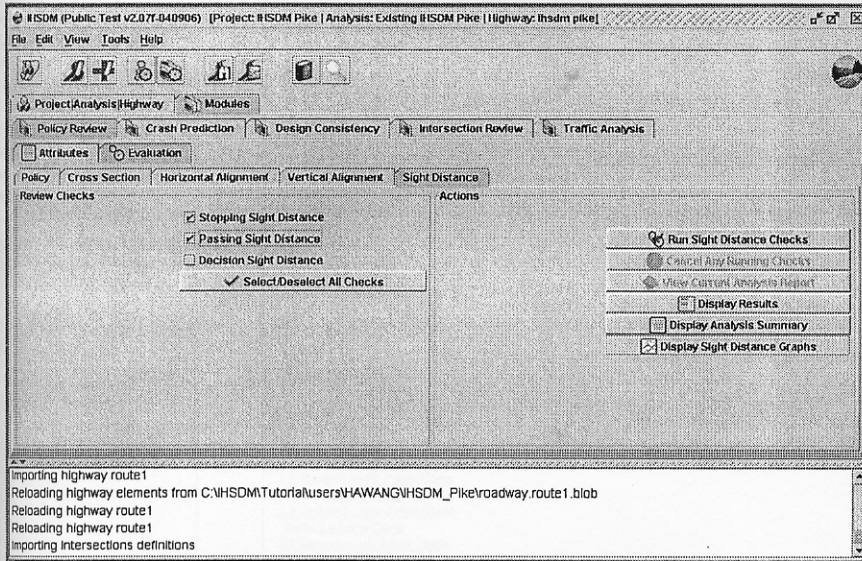 IHSDM (Public Test v2.07f-040906) [Project: IHSDM Pike | Analysis: Existing IHSDM Pike | Highway: ihsdm pike]
File Edit View Tools Help
Project|Analysis|Highway Modules
Policy Review Crash Prediction Design Consistency Intersection Review Traffic Analysis
Attributes Evaluation
Policy Cross Section Horizontal Alignment Vertical Alignment Sight Distance
Review Checks
Actions
Stopping Sight Distance
Passing Sight Distance
Decision Sight Distance
Select/Deselect All Checks
Run Sight Distance Checks
Cancel Any Running Checks
View Current Analysis Report
Display Results
Display Analysis Summary
Display Sight Distance Graphs
Importing highway route1
Reloading highway elements from C:\IHSDM\Tutorial\users\HAWANG\IHSDM_Pike\roadway.route1.blob
Reloading highway route1
Reloading highway route1
Importing intersections definitions